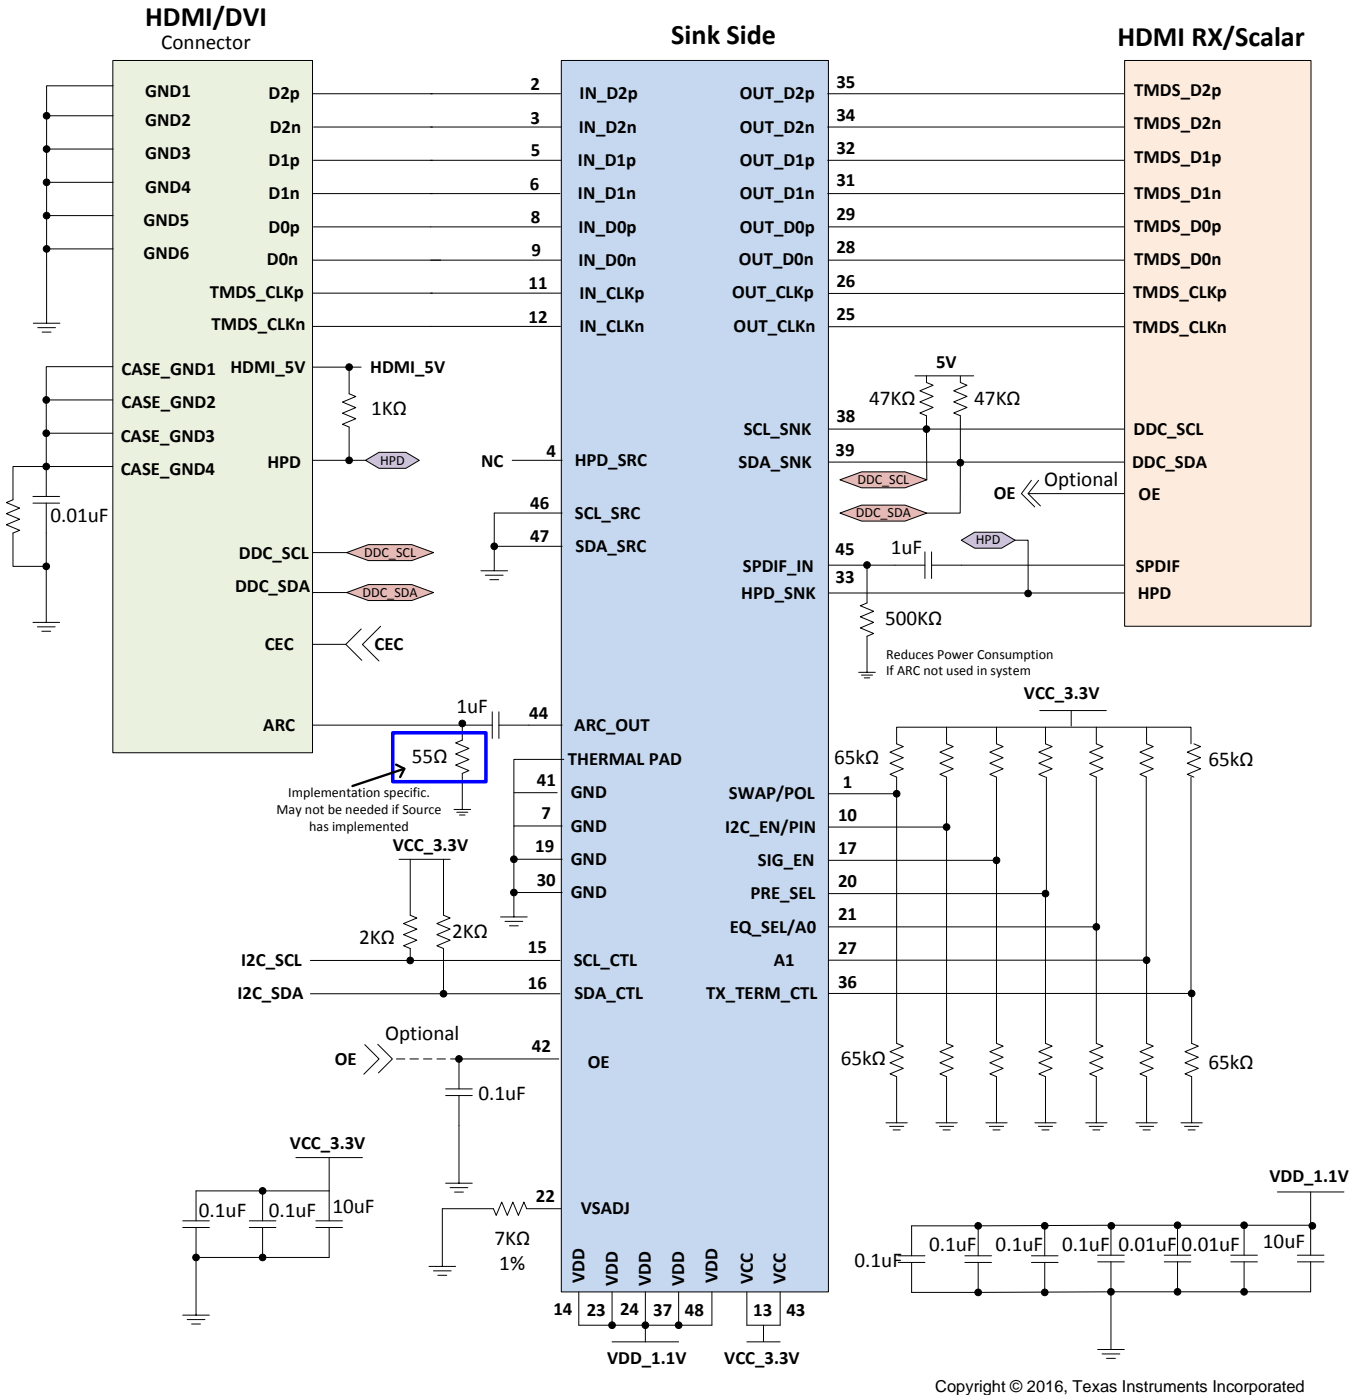 HDMI/DVI
Connector
Sink Side
HDMI RX/Scalar
GND1
GND2
GND3
GND4
GND5
GND6
CASE_GND1
CASE_GND2
CASE_GND3
CASE_GND4
0.01uF
D2p
D2n
D1p
D1n
D0p
D0n
TMDS_CLKp
TMDS_CLKn
HDMI_5V
HDMI_5V
1KΩ
HPD
HPD
DDC_SCL
DDC_SCL
DDC_SDA
DDC_SDA
CEC
CEC
ARC
1uF
55Ω
Implementation specific.
May not be needed if Source
has implemented
VCC_3.3V
2KΩ
2KΩ
I2C_SCL
I2C_SDA
Optional
OE
0.1uF
VCC_3.3V
0.1uF
0.1uF
10uF
7KΩ
1%
2
IN_D2p
3
IN_D2n
5
IN_D1p
6
IN_D1n
8
IN_D0p
9
IN_D0n
11
IN_CLKp
12
IN_CLKn
NC
4
HPD_SRC
46
SCL_SRC
47
SDA_SRC
44
ARC_OUT
THERMAL PAD
41
GND
7
GND
19
GND
30
GND
15
SCL_CTL
16
SDA_CTL
42
OE
22
VSADJ
VDD
VDD
VDD
VDD
VDD
VCC
VCC
14
23
24
37
48
13
43
VDD_1.1V
VCC_3.3V
OUT_D2p
35
OUT_D2n
34
OUT_D1p
32
OUT_D1n
31
OUT_D0p
29
OUT_D0n
28
OUT_CLKp
26
OUT_CLKn
25
SCL_SNK
38
SDA_SNK
39
SPDIF_IN
45
HPD_SNK
33
SWAP/POL
1
I2C_EN/PIN
10
SIG_EN
17
PRE_SEL
20
EQ_SEL/A0
21
A1
27
TX_TERM_CTL
36
5V
47KΩ
47KΩ
DDC_SCL
DDC_SDA
Optional
OE
1uF
HPD
500KΩ
Reduces Power Consumption
If ARC not used in system
VCC_3.3V
65kΩ
65kΩ
65kΩ
65kΩ
TMDS_D2p
TMDS_D2n
TMDS_D1p
TMDS_D1n
TMDS_D0p
TMDS_D0n
TMDS_CLKp
TMDS_CLKn
DDC_SCL
DDC_SDA
OE
SPDIF
HPD
VDD_1.1V
0.1uF
0.1uF
0.1uF
0.1uF
0.01uF
0.01uF
10uF
Copyright © 2016, Texas Instruments Incorporated